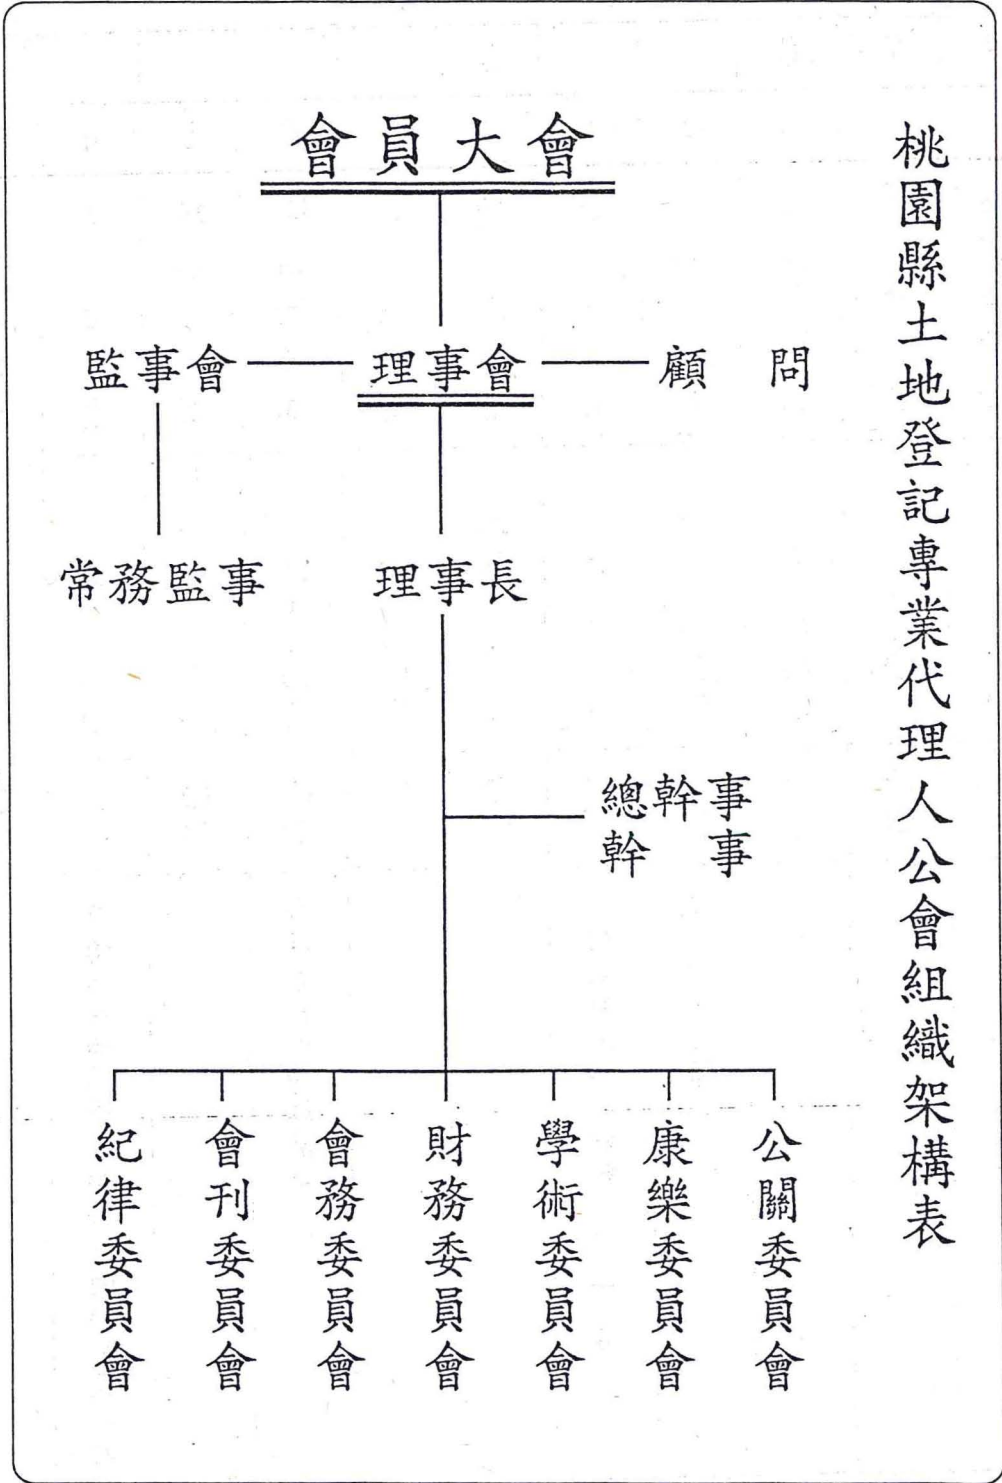 桃園縣土地登記專業代理人公會組織架構表
會員大會
監事會
理事會
顧問
常務監事
理事長
總幹事
幹事
紀律委員會
會刊委員會
會務委員會
財務委員會
學術委員會
康樂委員會
公關委員會